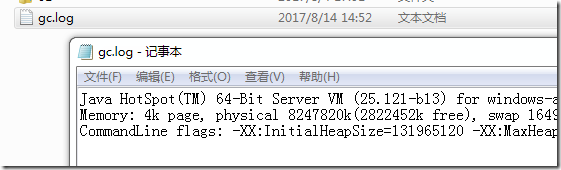 gc.log 2017/8/14 14:52 文本文档
gc.log - 记事本
文件(F) 编辑(E) 格式(O) 查看(V) 帮助(H)
Java HotSpot(TM) 64-Bit Server VM (25.121-b13) for windows-a
Memory: 4k page, physical 8247820k(2822452k free), swap 1649
CommandLine flags: -XX:InitialHeapSize=131965120 -XX:MaxHeap